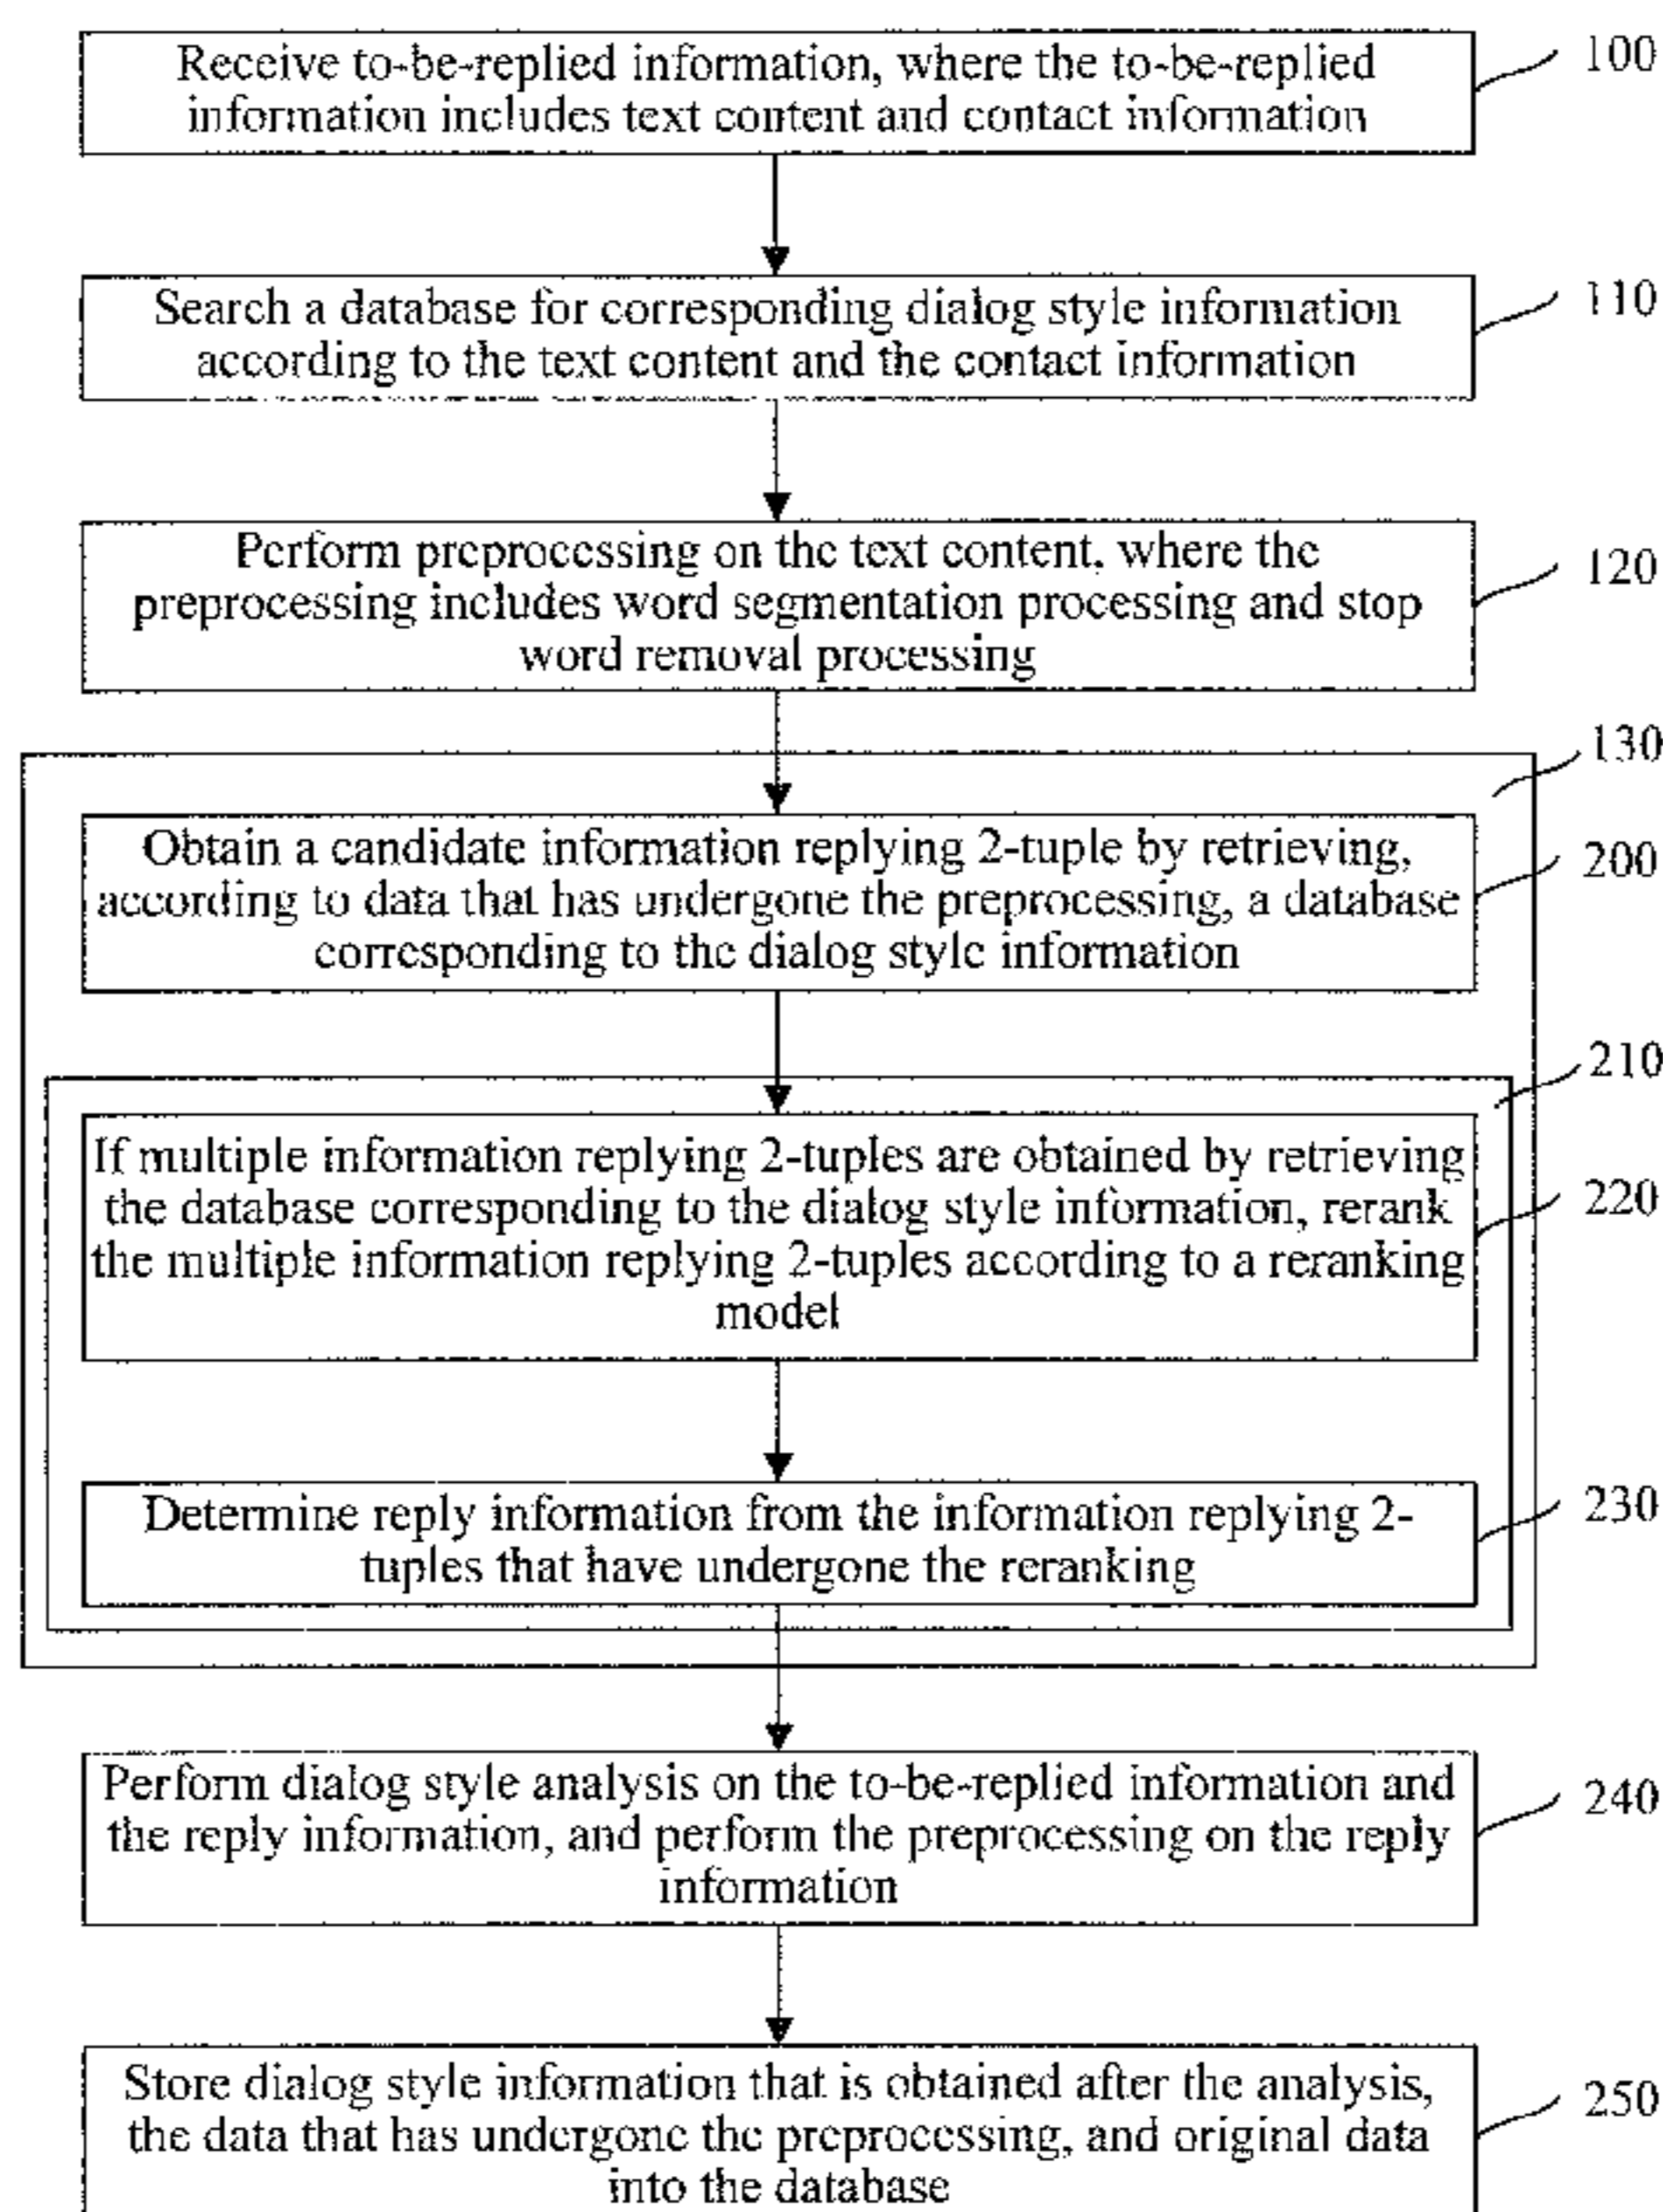 Receive to-be-replied information, where the to-be-replied
information includes text content and contact information
100
Search a database for corresponding dialog style information
according to the text content and the contact information
110
Perform preprocessing on the text content, where the
preprocessing includes word segmentation processing and stop
word removal processing
120
130
Obtain a candidate information replying 2-tuple by retrieving,
according to data that has undergone the preprocessing, a database
corresponding to the dialog style information
200
210
If multiple information replying 2-tuples are obtained by retrieving
the database corresponding to the dialog style information, rerank
the multiple information replying 2-tuples according to a reranking
model
220
Determine reply information from the information replying 2-
tuples that have undergone the reranking
230
Perform dialog style analysis on the to-be-replied information and
the reply information, and perform the preprocessing on the reply
information
240
Store dialog style information that is obtained after the analysis,
the data that has undergone the preprocessing, and original data
into the database
250